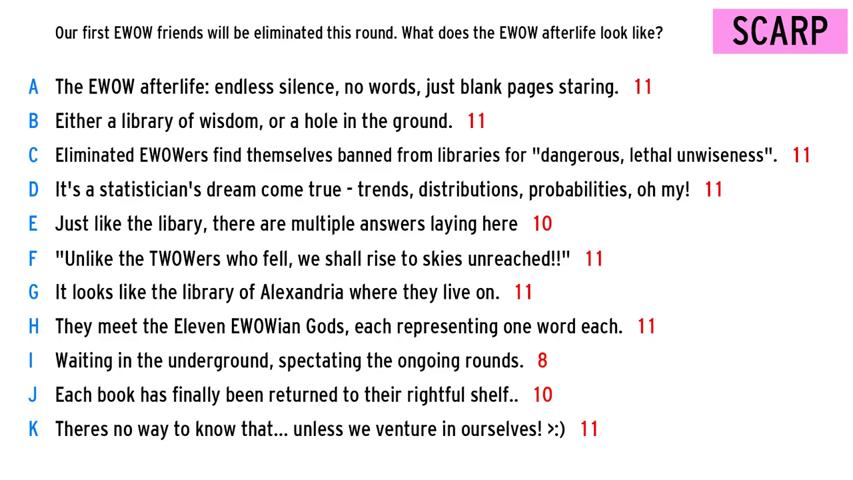 Our first EWOW friends will be eliminated this round. What does the EWOW afterlife look like?
SCARP
A The EWOW afterlife: endless silence, no words, just blank pages staring. 11
B Either a library of wisdom, or a hole in the ground. 11
C Eliminated EWOWers find themselves banned from libraries for "dangerous, lethal unwiseness". 11
D It's a statistician's dream come true - trends, distributions, probabilities, oh my! 11
E Just like the libary, there are multiple answers laying here 10
F "Unlike the TWOWers who fell, we shall rise to skies unreached!!" 11
G It looks like the library of Alexandria where they live on. 11
H They meet the Eleven EWOWian Gods, each representing one word each. 11
I Waiting in the underground, spectating the ongoing rounds. 8
J Each book has finally been returned to their rightful shelf.. 10
K Theres no way to know that... unless we venture in ourselves! >:) 11